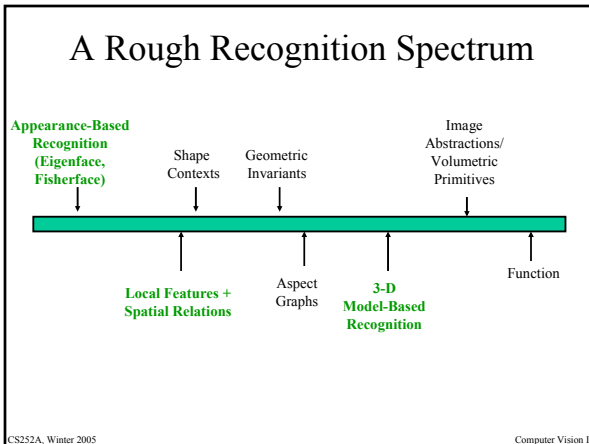 A Rough Recognition Spectrum
Appearance-Based
Recognition
(Eigenface,
Fisherface)
Shape
Contexts
Geometric
Invariants
Image
Abstractions/
Volumetric
Primitives
Local Features +
Spatial Relations
Aspect
Graphs
3-D
Model-Based
Recognition
Function
CS252A, Winter 2005
Computer Vision I